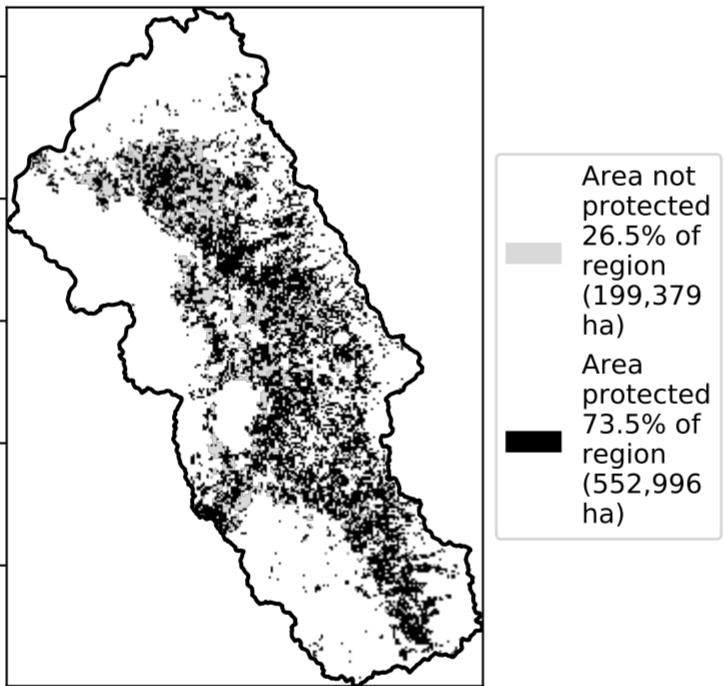 Area not
protected
26.5% of
region
(199,379
ha)
Area
protected
73.5% of
region
(552,996
ha)